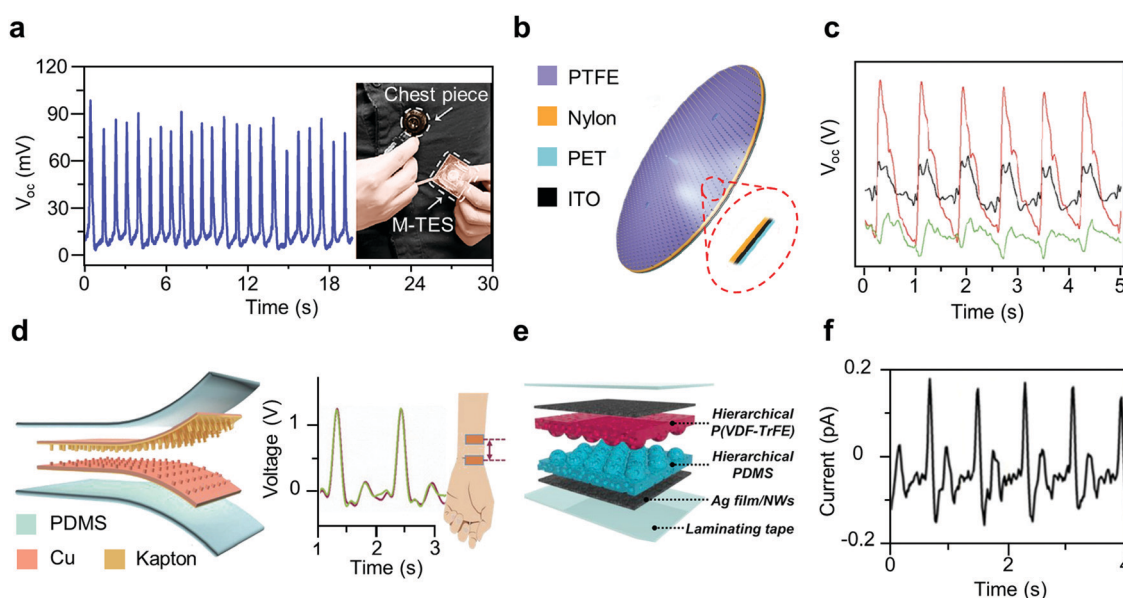 a
120
90
60
30
0
V_oc (mV)
0
6
12
18
24
30
Time (s)
Chest piece
M-TES
b
PTFE
Nylon
PET
ITO
c
V_oc (V)
0
1
2
3
4
5
Time (s)
d
PDMS
Cu
Kapton
Voltage (V)
1
0
1
2
3
Time (s)
e
Hierarchical
P(VDF-TrFE)
Hierarchical
PDMS
Ag film/NWs
Laminating tape
f
Current (pA)
0.2
0
-0.2
0
2
4
Time (s)